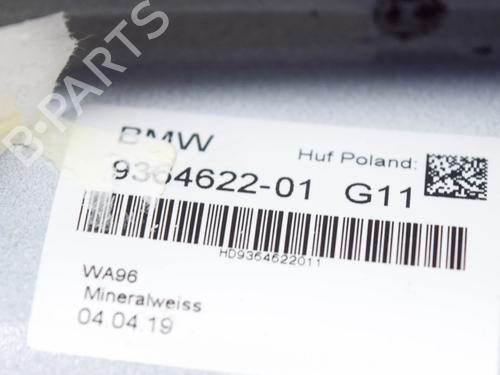 B-PARTS
BMW
Huf Poland:
9364622-01 G11
HD9364622011
WA96
Mineralweiss
04.04.19